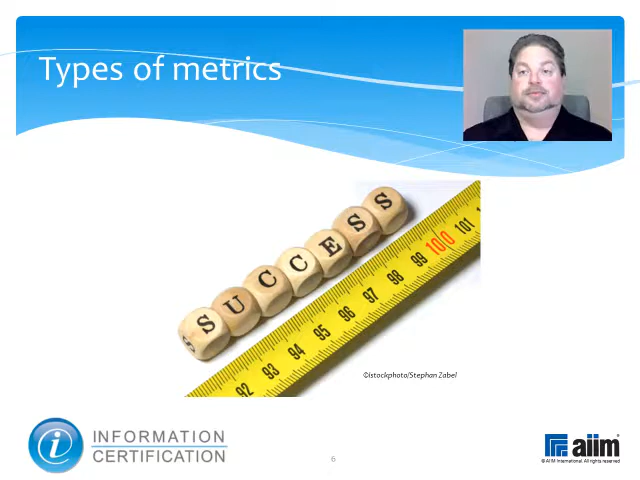 Types of metrics
SUCCESS
92 93 94 95 96 97 98 99 100 101
©istockphoto/Stephan Zabel
INFORMATION
CERTIFICATION
i
6
aiim
© AIIM International. All rights reserved